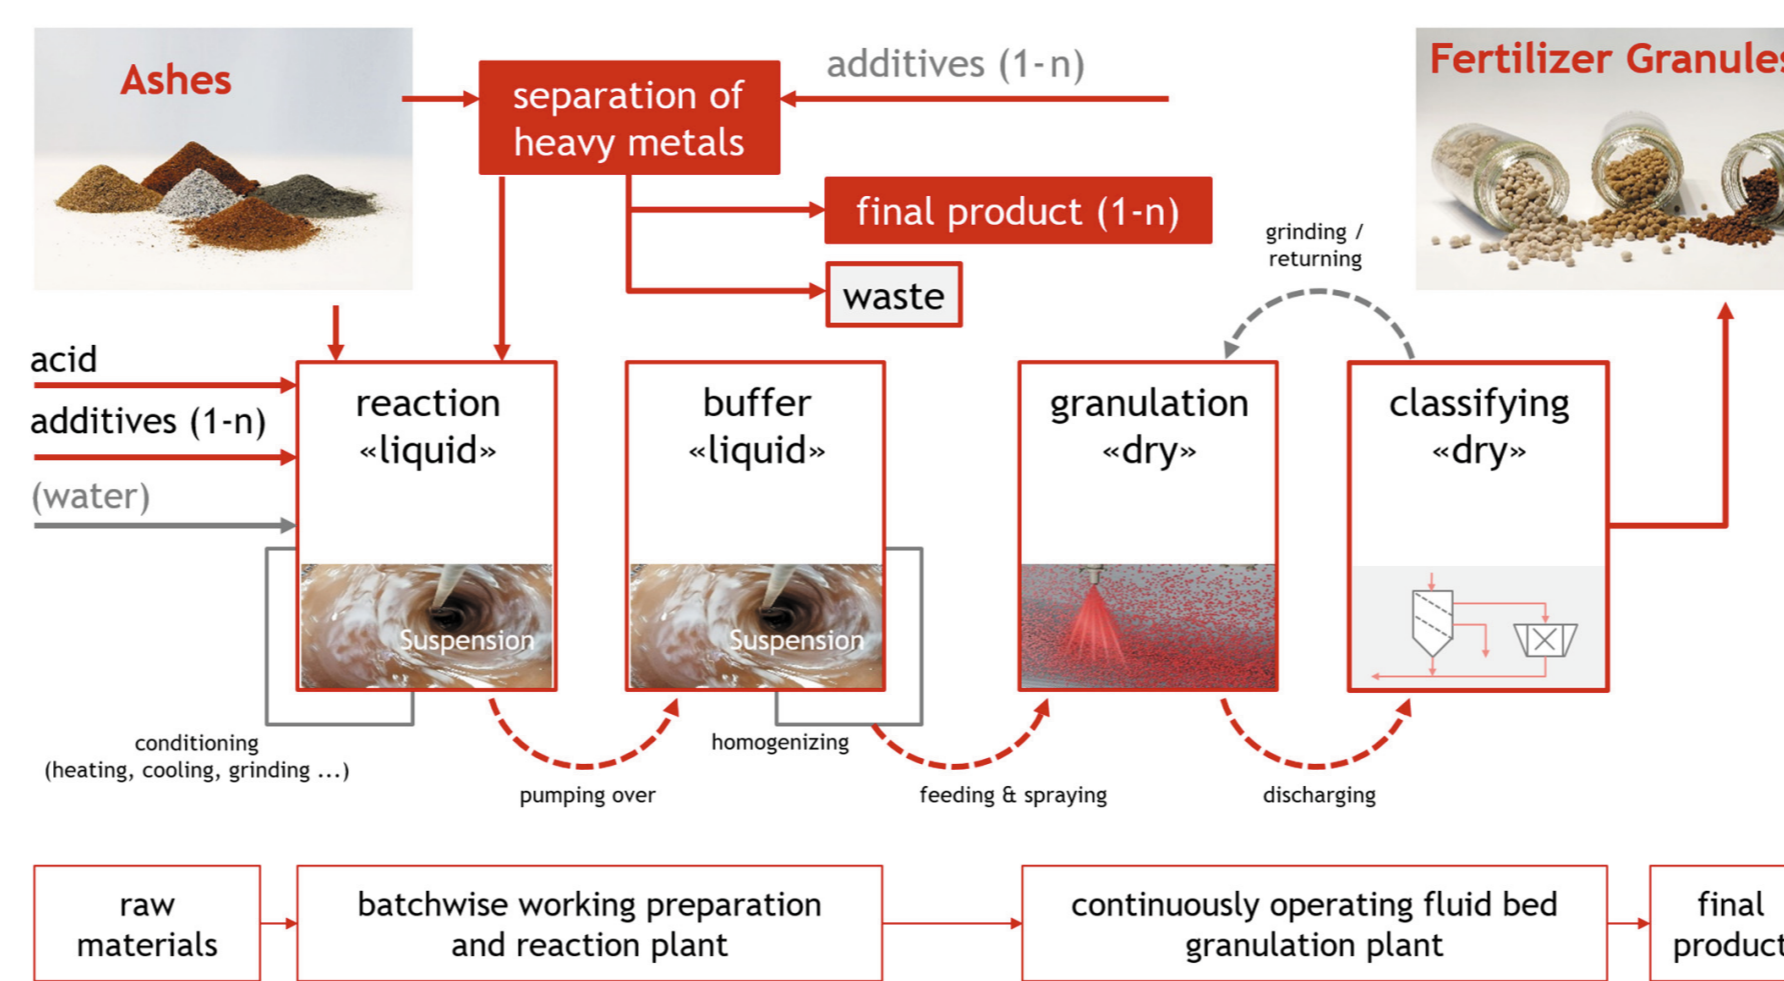 Ashes
separation of
heavy metals
additives (1-n)
Fertilizer Granules
final product (1-n)
waste
grinding /
returning
acid
additives (1-n)
(water)
reaction
«liquid»
Suspension
buffer
«liquid»
Suspension
granulation
«dry»
classifying
«dry»
conditioning
(heating, cooling, grinding ...)
pumping over
homogenizing
feeding & spraying
discharging
raw
materials
batchwise working preparation
and reaction plant
continuously operating fluid bed
granulation plant
final
product